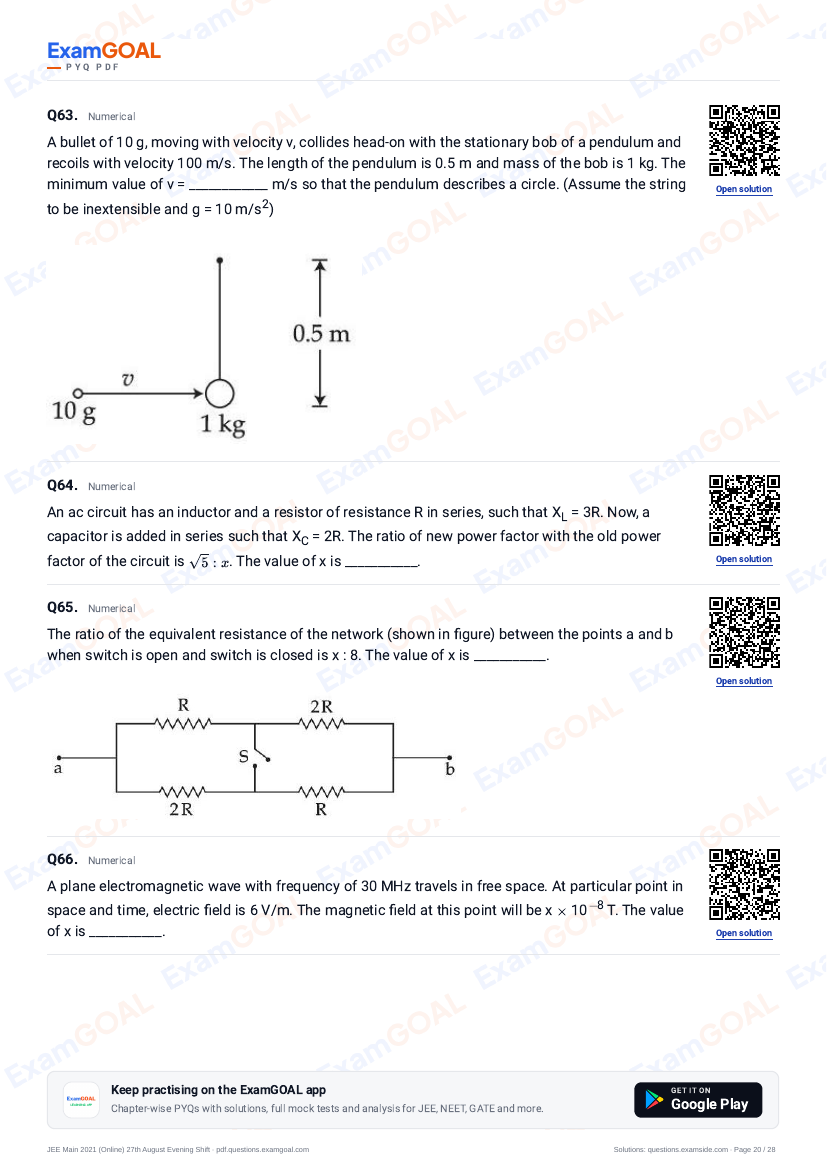 ExamGOAL
PYQ PDF
Q63. Numerical
A bullet of 10 g, moving with velocity v, collides head-on with the stationary bob of a pendulum and
recoils with velocity 100 m/s. The length of the pendulum is 0.5 m and mass of the bob is 1 kg. The
minimum value of v = ____________ m/s so that the pendulum describes a circle. (Assume the string
to be inextensible and g = 10 m/s²)
Open solution
0.5 m
v
10 g
1 kg
Q64. Numerical
An ac circuit has an inductor and a resistor of resistance R in series, such that X_L = 3R. Now, a
capacitor is added in series such that X_C = 2R. The ratio of new power factor with the old power
factor of the circuit is √5 : x. The value of x is ___________.
Open solution
Q65. Numerical
The ratio of the equivalent resistance of the network (shown in figure) between the points a and b
when switch is open and switch is closed is x : 8. The value of x is ___________.
Open solution
R 2R
S
a b
2R R
Q66. Numerical
A plane electromagnetic wave with frequency of 30 MHz travels in free space. At particular point in
space and time, electric field is 6 V/m. The magnetic field at this point will be x × 10⁻⁸ T. The value
of x is ___________.
Open solution
ExamGOAL
Keep practising on the ExamGOAL app
Chapter-wise PYQs with solutions, full mock tests and analysis for JEE, NEET, GATE and more.
GET IT ON
Google Play
JEE Main 2021 (Online) 27th August Evening Shift · pdf.questions.examgoal.com
Solutions: questions.examside.com · Page 20 / 28